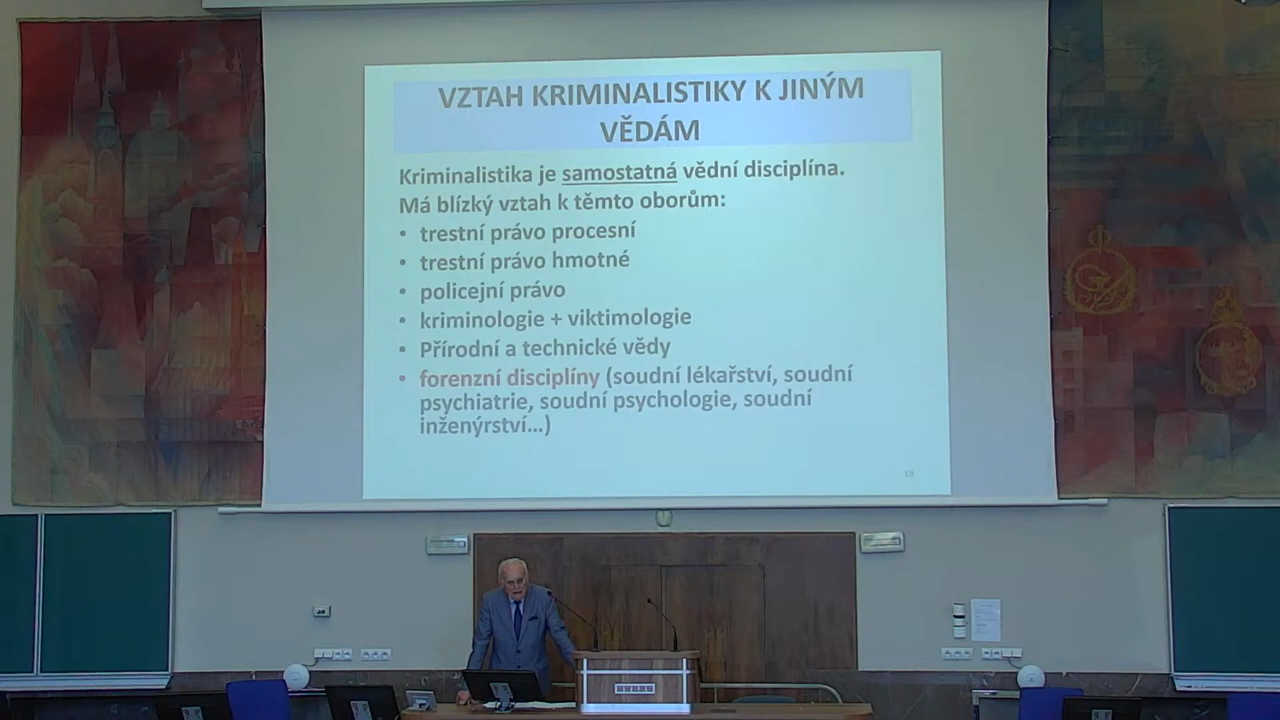 VZTAH KRIMINALISTIKY K JINÝM
VĚDÁM
Kriminalistika je samostatná vědní disciplína.
Má blízký vztah k těmto oborům:
• trestní právo procesní
• trestní právo hmotné
• policejní právo
• kriminologie + viktimologie
• Přírodní a technické vědy
• forenzní disciplíny (soudní lékařství, soudní
psychiatrie, soudní psychologie, soudní
inženýrství...)
18